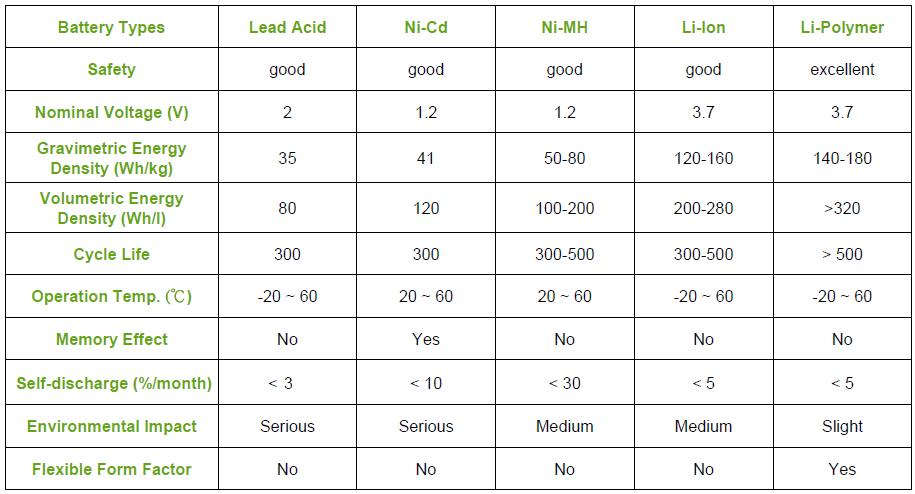 Battery Types Lead Acid Ni-Cd Ni-MH Li-Ion Li-Polymer
Safety good good good good excellent
Nominal Voltage (V) 2 1.2 1.2 3.7 3.7
Gravimetric Energy
Density (Wh/kg) 35 41 50-80 120-160 140-180
Volumetric Energy
Density (Wh/l) 80 120 100-200 200-280 >320
Cycle Life 300 300 300-500 300-500 > 500
Operation Temp. (℃) -20 ~ 60 20 ~ 60 20 ~ 60 -20 ~ 60 -20 ~ 60
Memory Effect No Yes No No No
Self-discharge (%/month) < 3 < 10 < 30 < 5 < 5
Environmental Impact Serious Serious Medium Medium Slight
Flexible Form Factor No No No No Yes